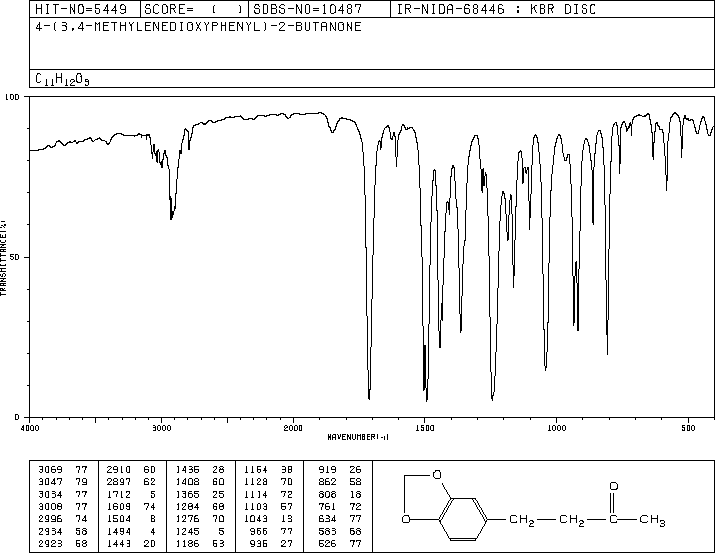 HIT-NO=5449 SCORE= ( ) SDBS-NO=10487 IR-NIDA-68446 : KBR DISC
4-(3,4-METHYLENEDIOXYPHENYL)-2-BUTANONE
C11H12O3
100
50
0
TRANSMITTANCE(%)
4000 3000 2000 1500 1000 500
WAVENUMBER(-1)
3069 77 2910 60 1436 28 1164 38 919 26
3047 79 2897 62 1408 60 1128 70 862 58
3034 77 1712 5 1365 25 1114 72 808 18
3008 77 1609 74 1284 68 1103 57 761 72
2996 74 1504 8 1276 70 1043 13 634 77
2934 58 1494 4 1245 5 966 77 583 68
2923 58 1443 20 1186 53 936 27 526 77
O
O
O
CH2 CH2 C CH3